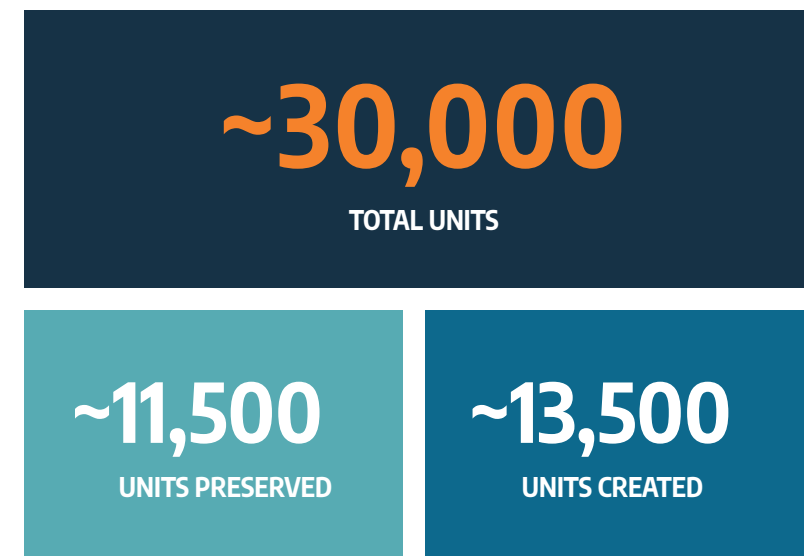 ~30,000
TOTAL UNITS
~11,500
UNITS PRESERVED
~13,500
UNITS CREATED